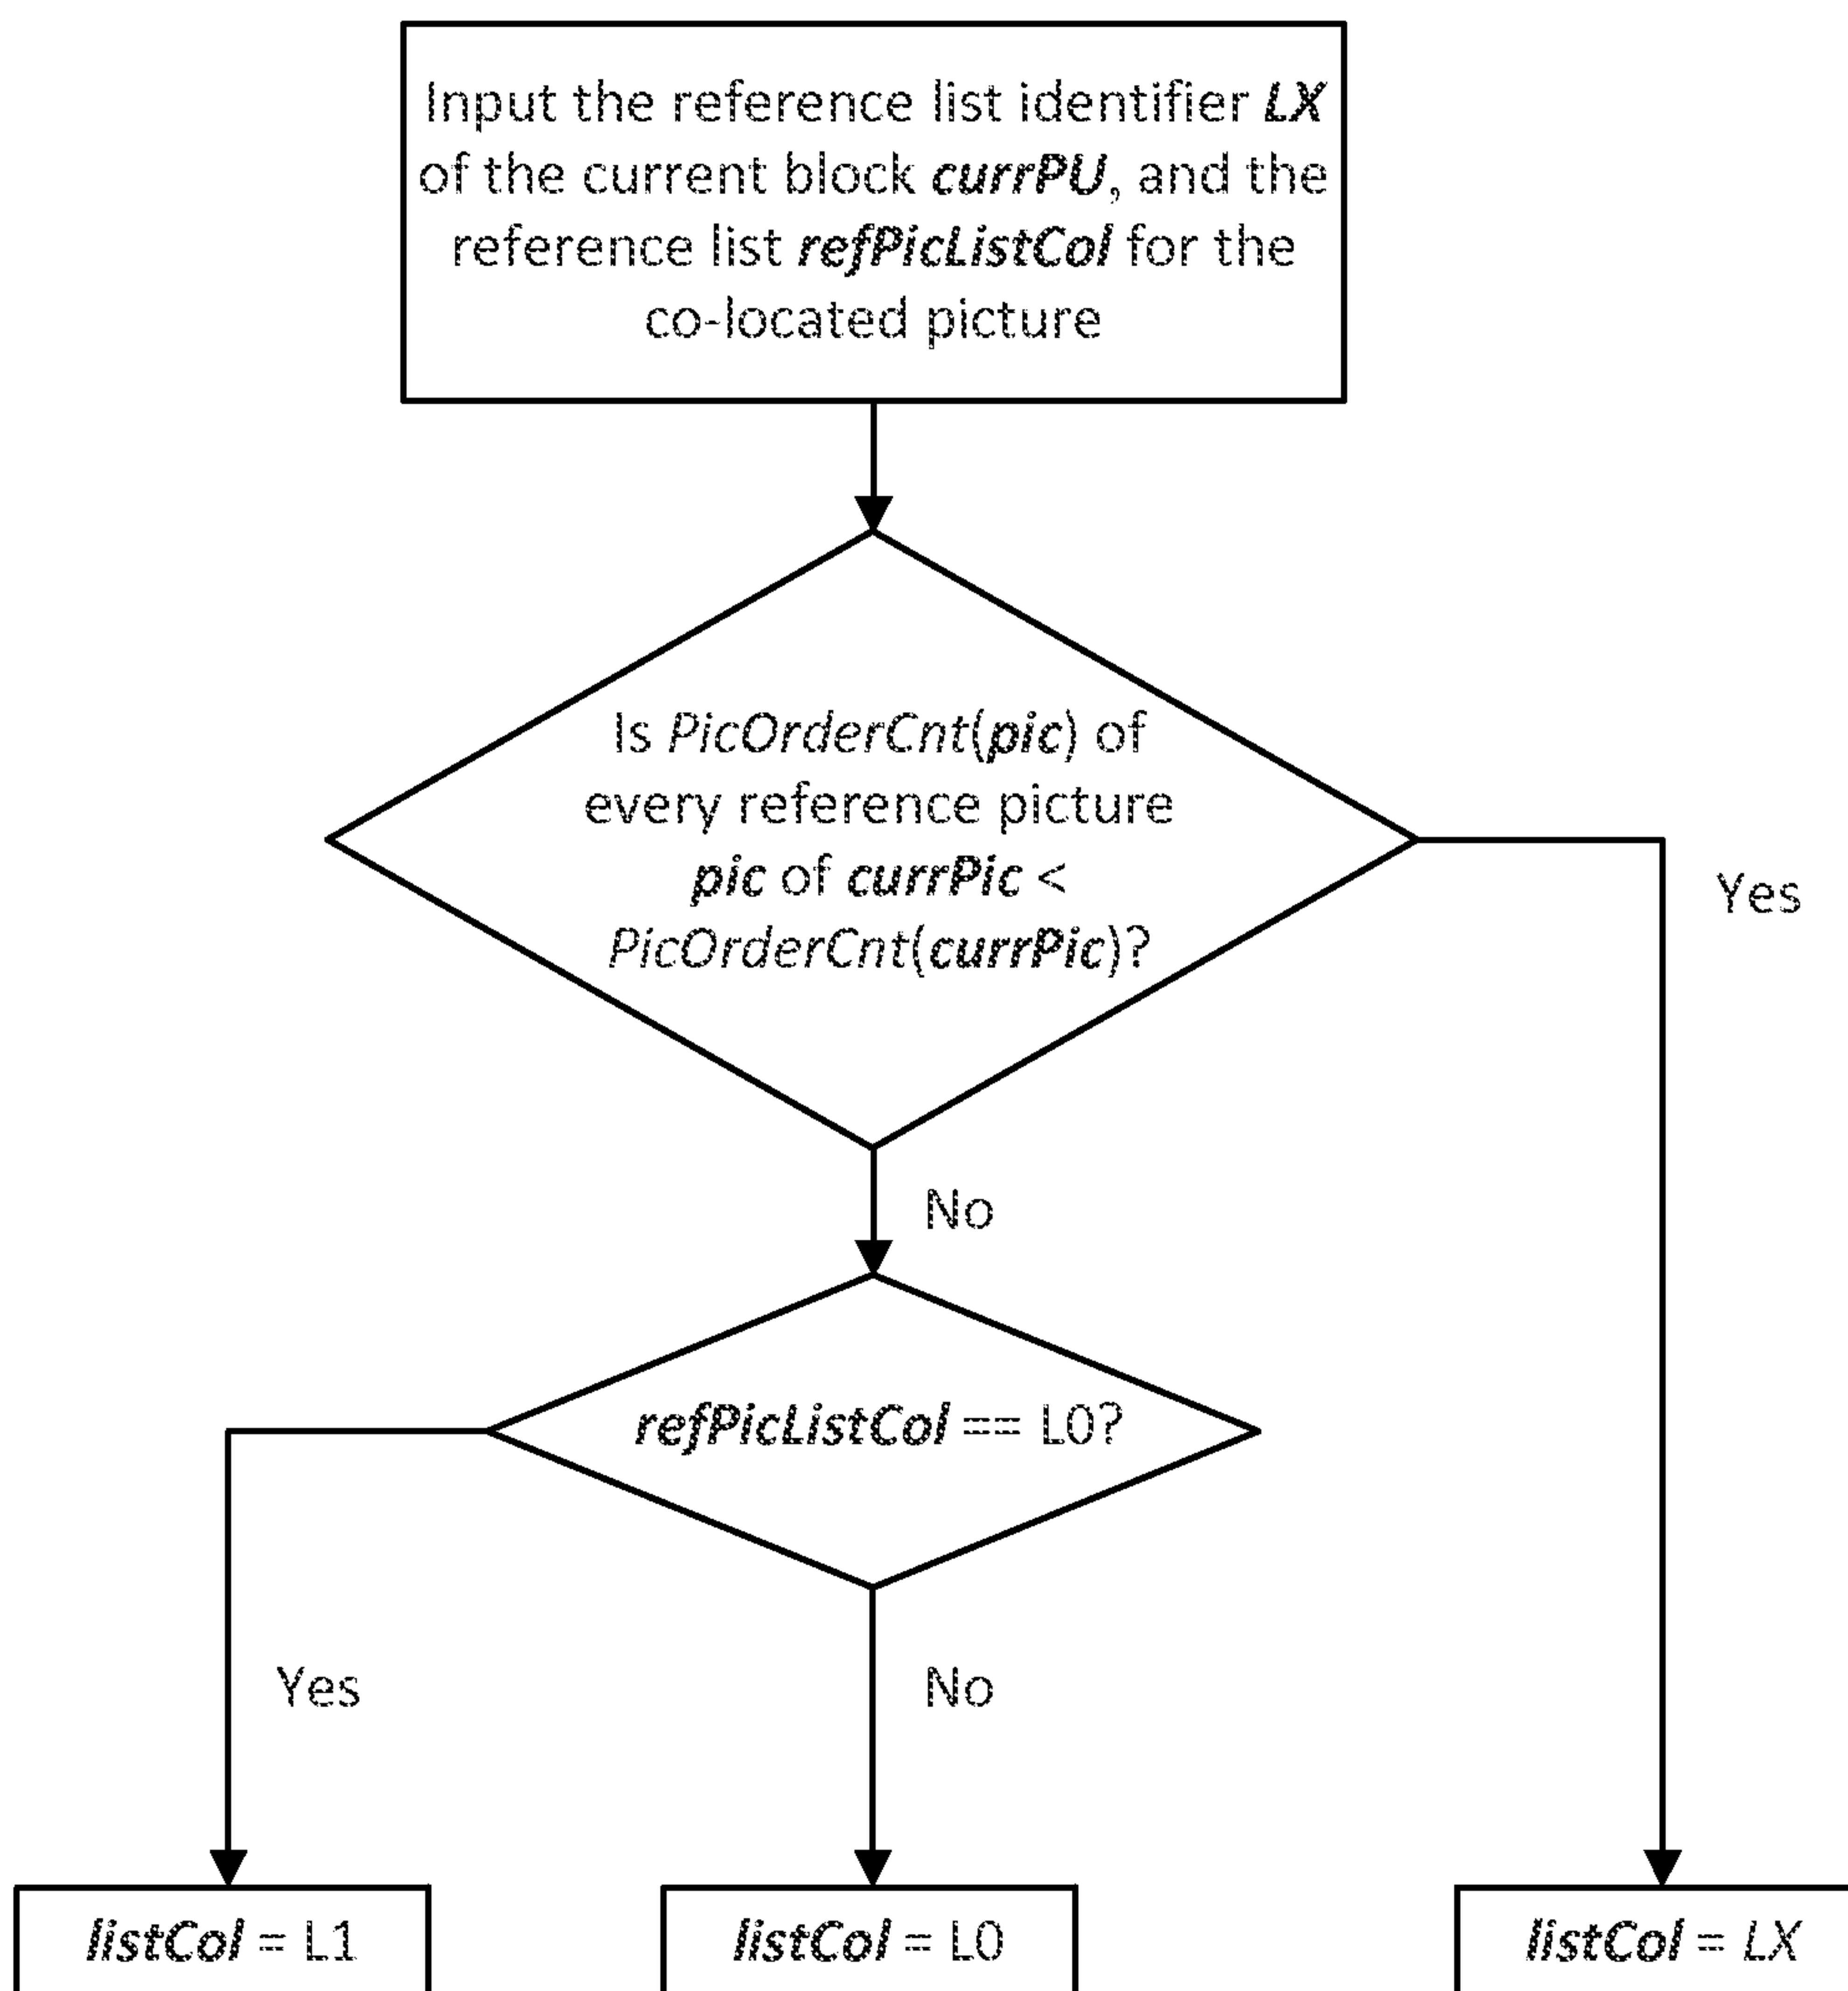 Input the reference list identifier LX
of the current block currPU, and the
reference list refPicListCol for the
co-located picture
Is PicOrderCnt(pic) of
every reference picture
pic of currPic <
PicOrderCnt(currPic)?
Yes
No
refPicListCol == L0?
Yes
No
listCol = L1
listCol = L0
listCol = LX